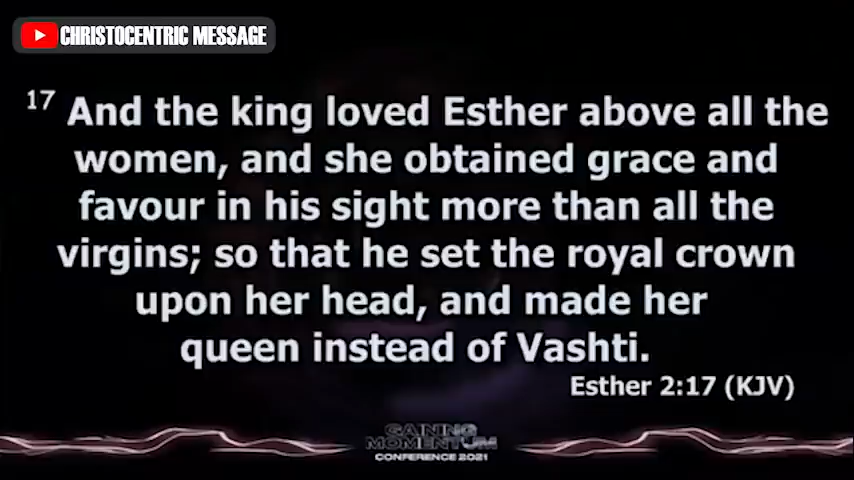 CHRISTOCENTRIC MESSAGE
17 And the king loved Esther above all the
women, and she obtained grace and
favour in his sight more than all the
virgins; so that he set the royal crown
upon her head, and made her
queen instead of Vashti.
Esther 2:17 (KJV)
GAINING
MOMENTUM
CONFERENCE 2021